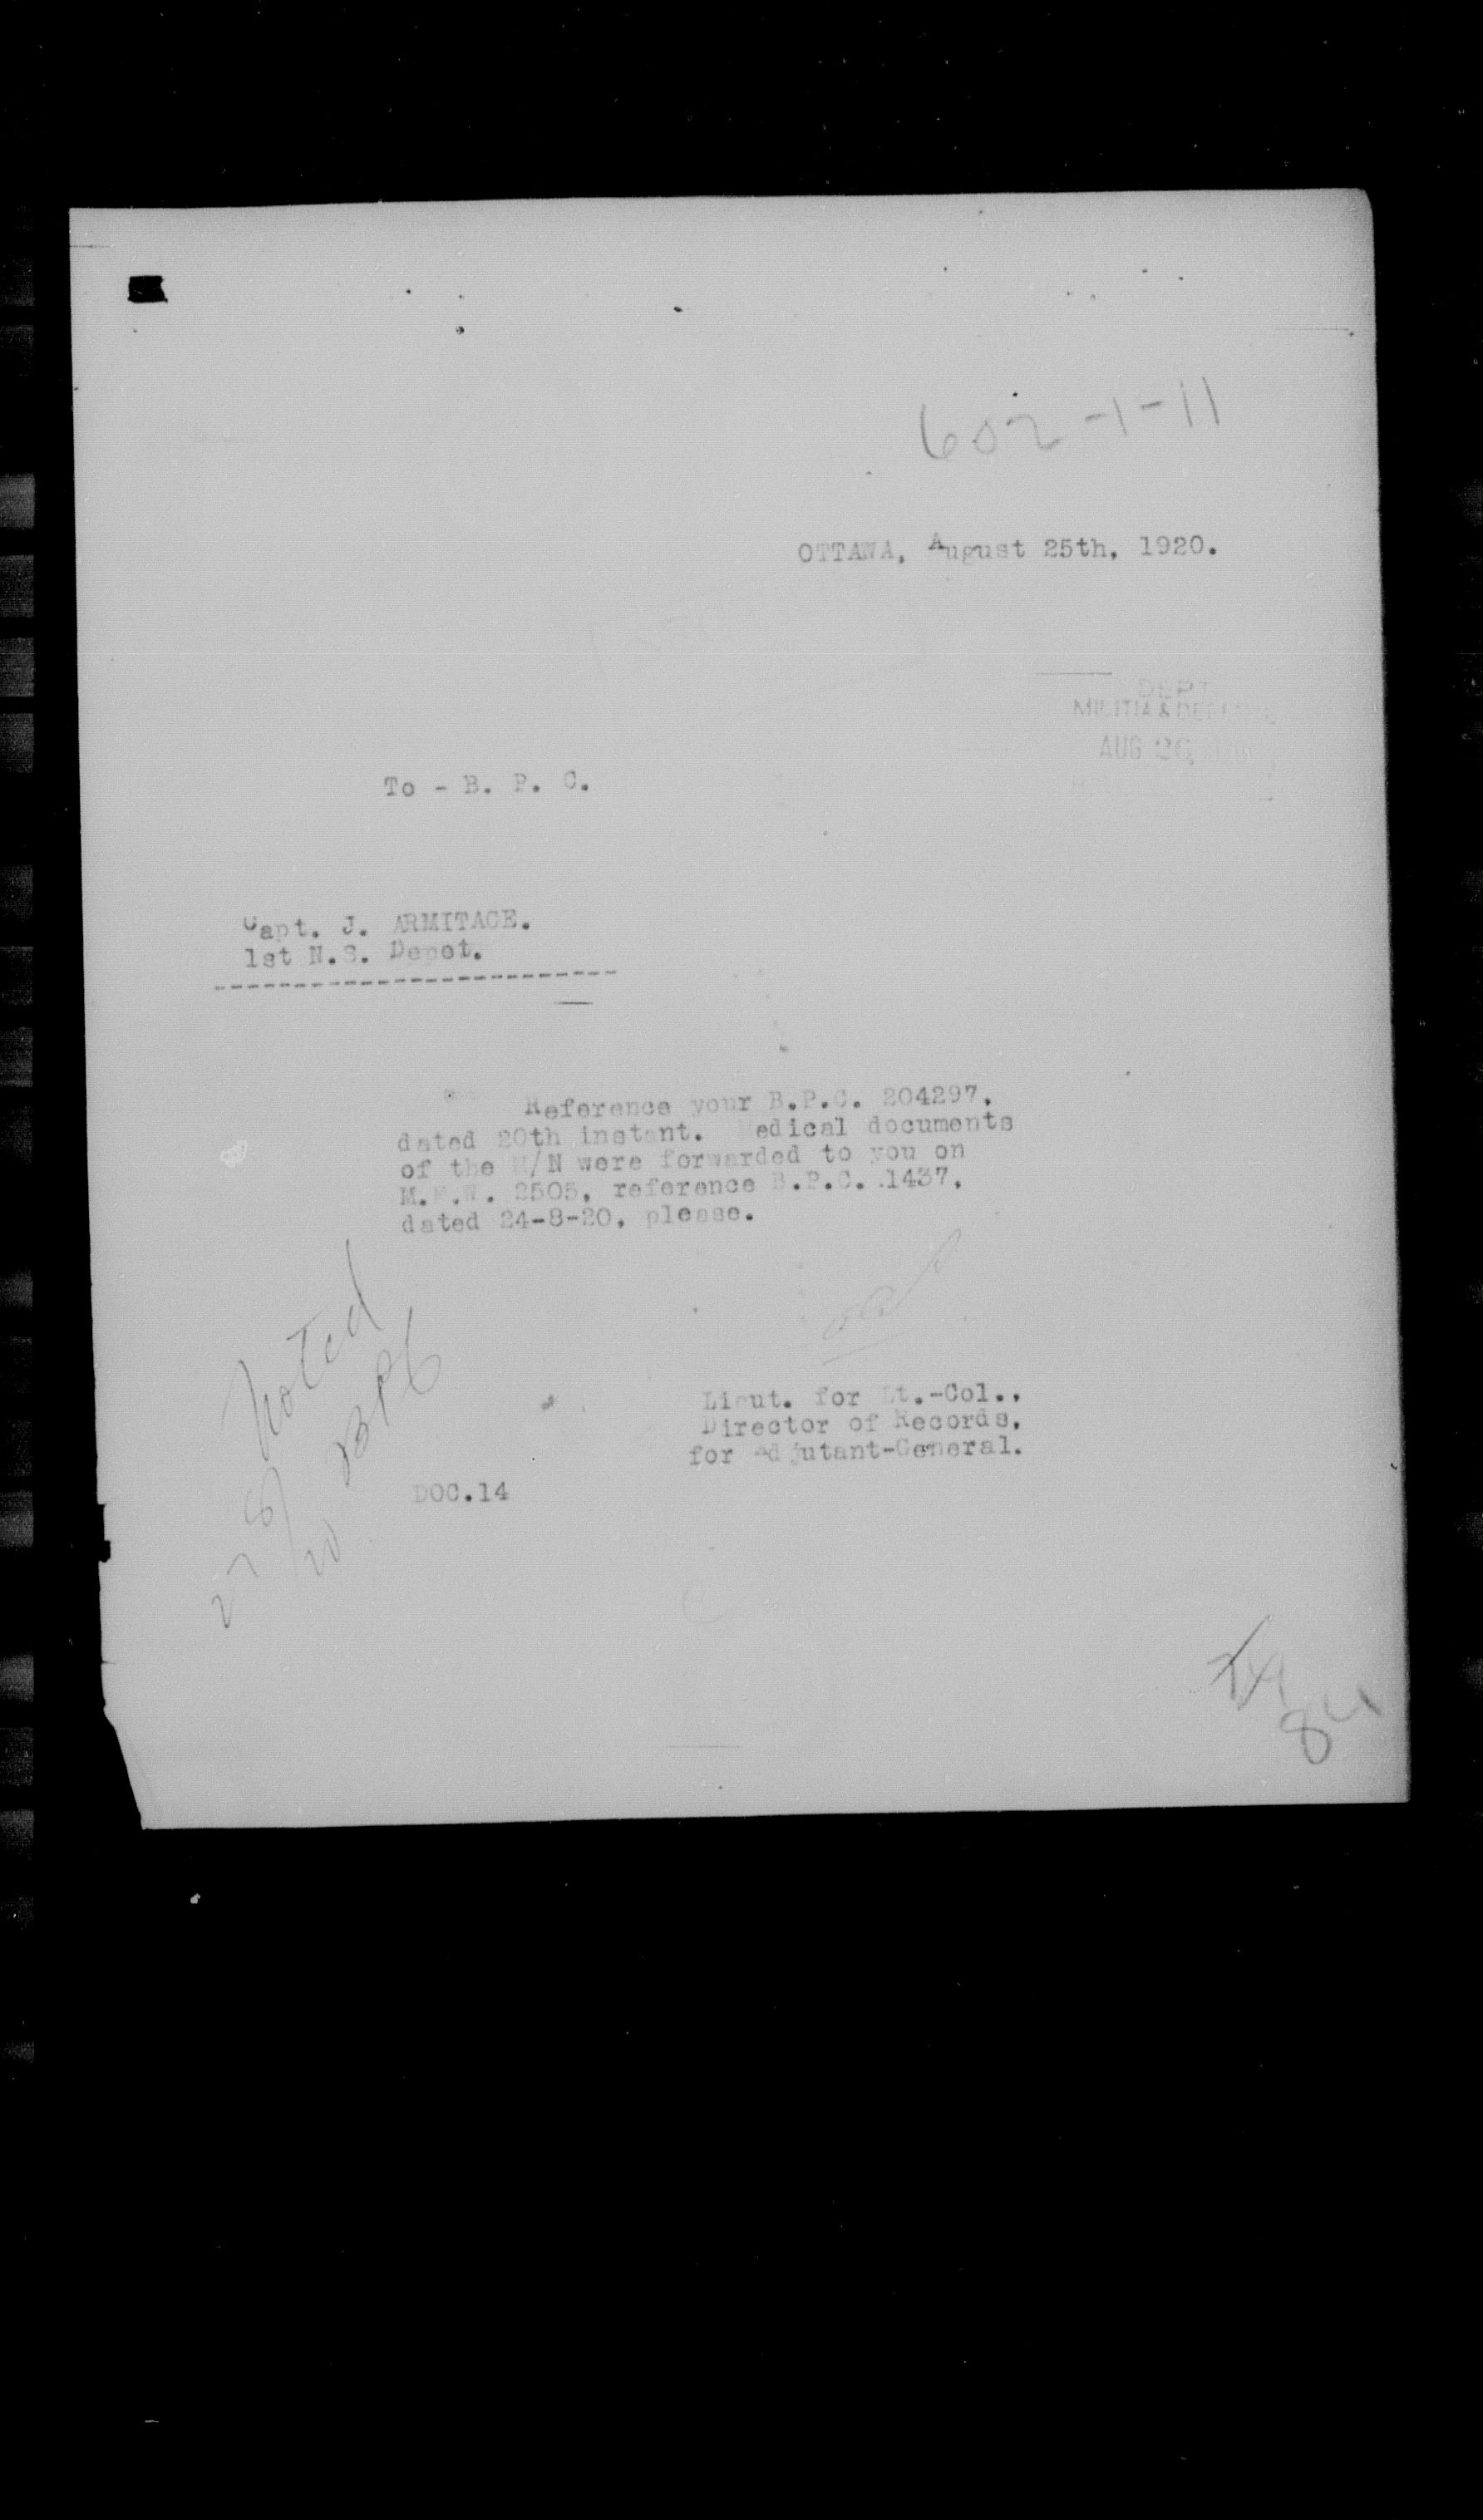 602-1-11
OTTAWA, August 25th, 1920.
DEPT.
MILITIA & DEFENCE
AUG 26
To - B. P. C.
Capt. J. ARMITAGE.
1st N.S. Depot.
Reference your B.P.C. 204297,
dated 20th instant. Medical documents
of the M/N were forwarded to you on
M.F.W. 2505, reference B.P.C. 1437,
dated 24-8-20, please.
Noted
BPC
27/8/20
Lieut. for Lt.-Col.,
Director of Records,
for Adjutant-General.
DOC.14
84